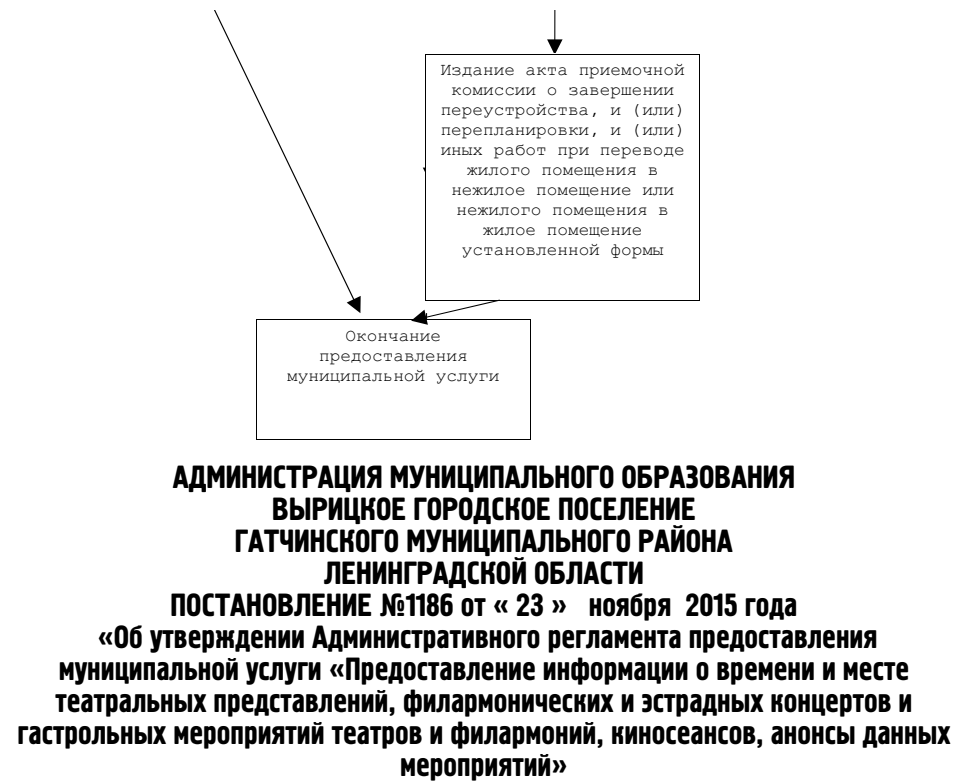 Издание акта приемочной
комиссии о завершении
переустройства, и (или)
перепланировки, и (или)
иных работ при переводе
жилого помещения в
нежилое помещение или
нежилого помещения в
жилое помещение
установленной формы
Окончание
предоставления
муниципальной услуги
АДМИНИСТРАЦИЯ МУНИЦИПАЛЬНОГО ОБРАЗОВАНИЯ
ВЫРИЦКОЕ ГОРОДСКОЕ ПОСЕЛЕНИЕ
ГАТЧИНСКОГО МУНИЦИПАЛЬНОГО РАЙОНА
ЛЕНИНГРАДСКОЙ ОБЛАСТИ
ПОСТАНОВЛЕНИЕ №1186 от « 23 » ноября 2015 года
«Об утверждении Административного регламента предоставления
муниципальной услуги «Предоставление информации о времени и месте
театральных представлений, филармонических и эстрадных концертов и
гастрольных мероприятий театров и филармоний, киносеансов, анонсы данных
мероприятий»